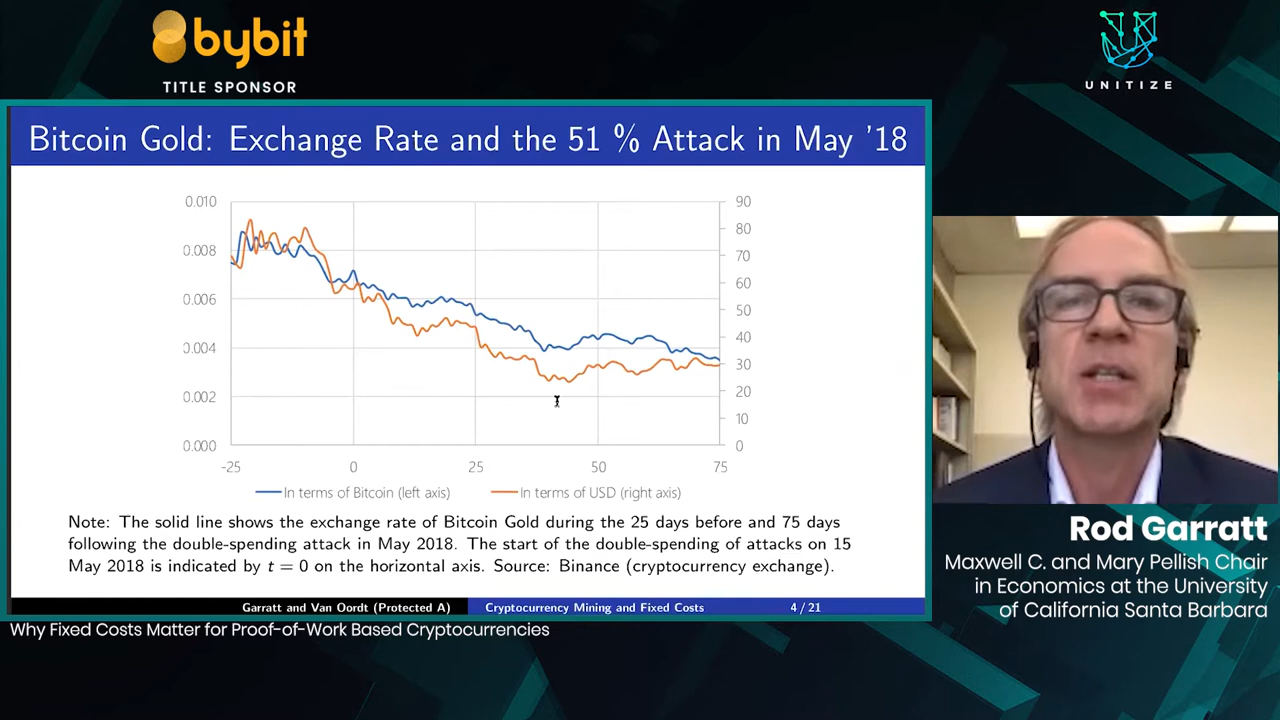 bybit
TITLE SPONSOR
UNITIZE
Bitcoin Gold: Exchange Rate and the 51 % Attack in May '18
0.010
0.008
0.006
0.004
0.002
0.000
90
80
70
60
50
40
30
20
10
0
-25 0 25 50 75
In terms of Bitcoin (left axis) In terms of USD (right axis)
Note: The solid line shows the exchange rate of Bitcoin Gold during the 25 days before and 75 days
following the double-spending attack in May 2018. The start of the double-spending of attacks on 15
May 2018 is indicated by t = 0 on the horizontal axis. Source: Binance (cryptocurrency exchange).
Garratt and Van Oordt (Protected A) Cryptocurrency Mining and Fixed Costs 4 / 21
Why Fixed Costs Matter for Proof-of-Work Based Cryptocurrencies
Rod Garratt
Maxwell C. and Mary Pellish Chair
in Economics at the University
of California Santa Barbara